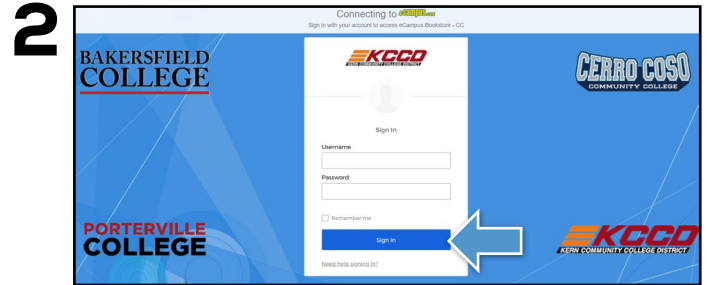 2
Connecting to eCampus.com
Sign in with your account to access eCampus Bookstore - CC
BAKERSFIELD
COLLEGE
KCCD
KERN COMMUNITY COLLEGE DISTRICT
CERRO COSO
COMMUNITY COLLEGE
Sign In
Username
Password
Remember me
Sign In
Need help signing in?
PORTERVILLE
COLLEGE
KCCD
KERN COMMUNITY COLLEGE DISTRICT